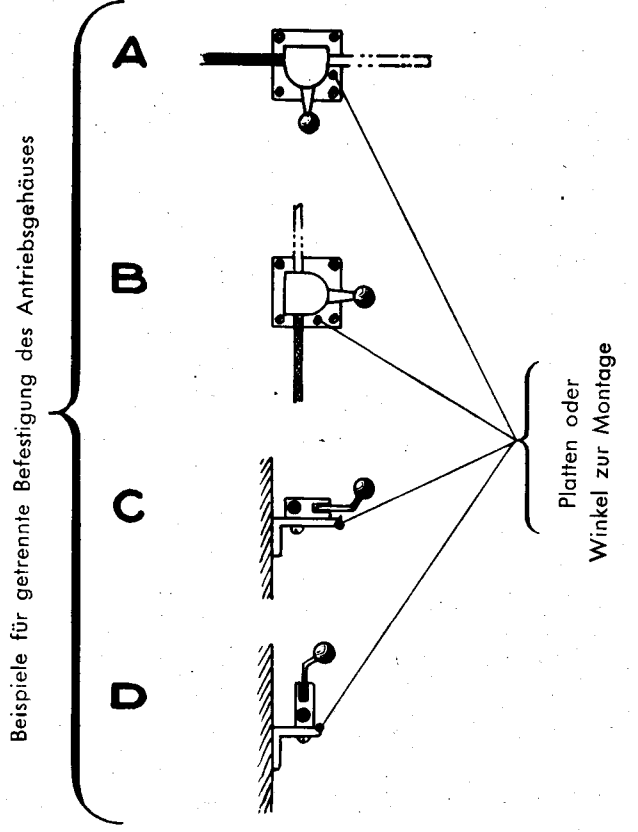 Beispiele für getrennte Befestigung des Antriebsgehäuses
A
B
C
D
Platten oder
Winkel zur Montage